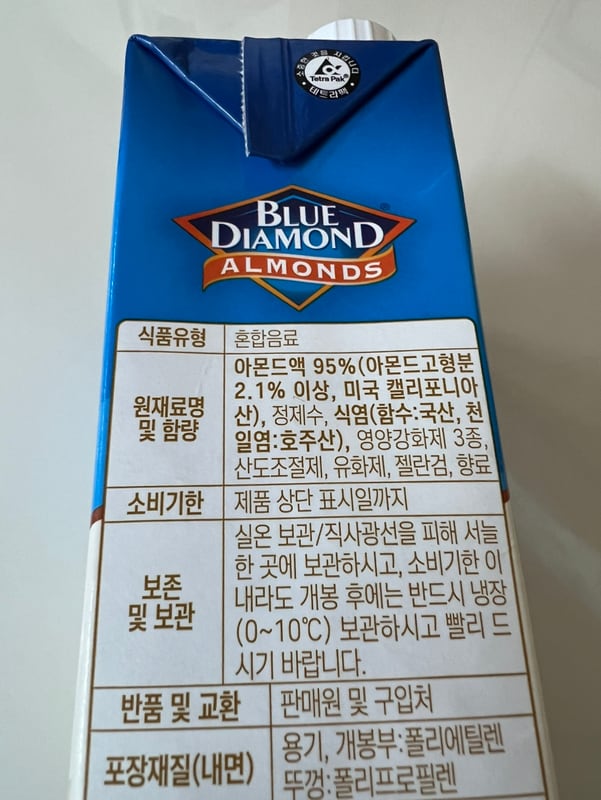 소중한 것을 지킵니다
Tetra Pak®
테트라팩
BLUE
DIAMOND®
ALMONDS
식품유형 혼합음료
원재료명
및 함량
아몬드액 95%(아몬드고형분
2.1% 이상, 미국 캘리포니아
산), 정제수, 식염(함수:국산, 천
일염:호주산), 영양강화제 3종,
산도조절제, 유화제, 젤란검, 향료
소비기한 제품 상단 표시일까지
보존
및 보관
실온 보관/직사광선을 피해 서늘
한 곳에 보관하시고, 소비기한 이
내라도 개봉 후에는 반드시 냉장
(0~10℃) 보관하시고 빨리 드
시기 바랍니다.
반품 및 교환 판매원 및 구입처
포장재질(내면)
용기, 개봉부:폴리에틸렌
뚜껑:폴리프로필렌